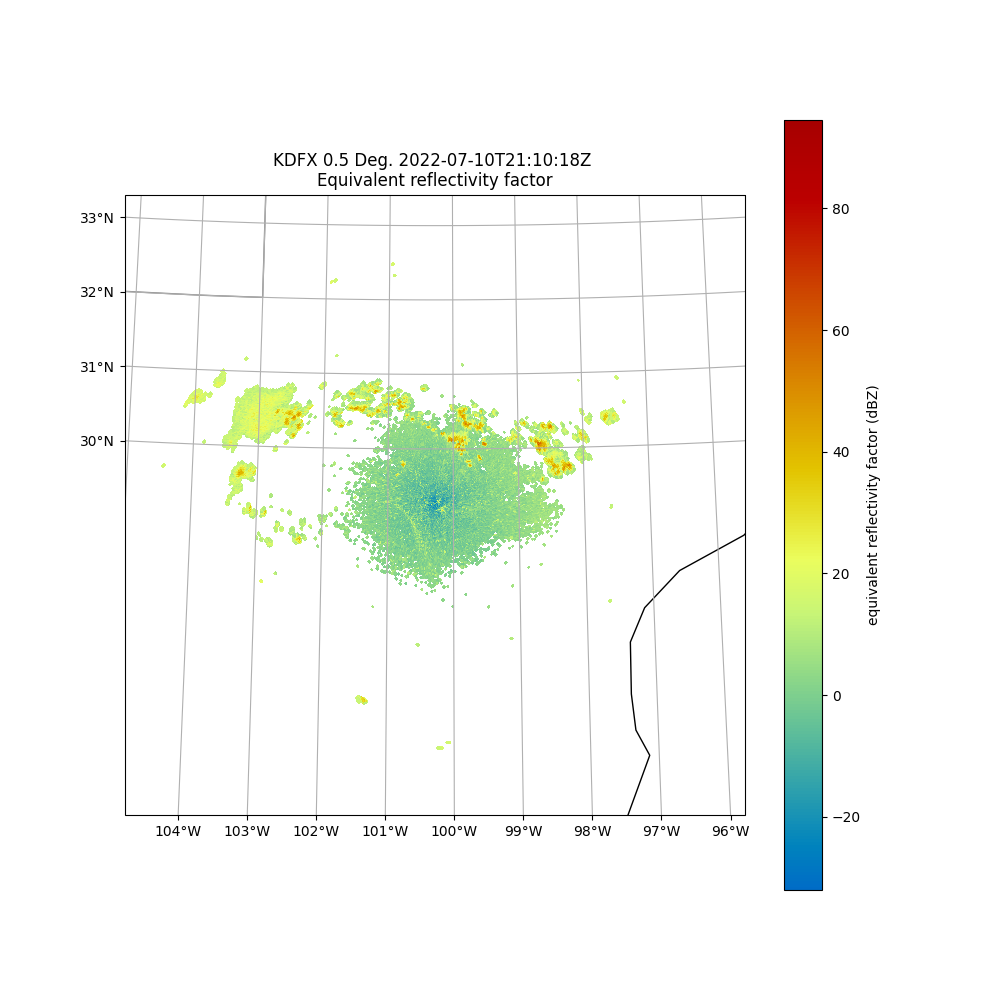 KDFX 0.5 Deg. 2022-07-10T21:10:18Z
Equivalent reflectivity factor
33°N
32°N
31°N
30°N
104°W 103°W 102°W 101°W 100°W 99°W 98°W 97°W 96°W
80
60
40
20
0
−20
equivalent reflectivity factor (dBZ)